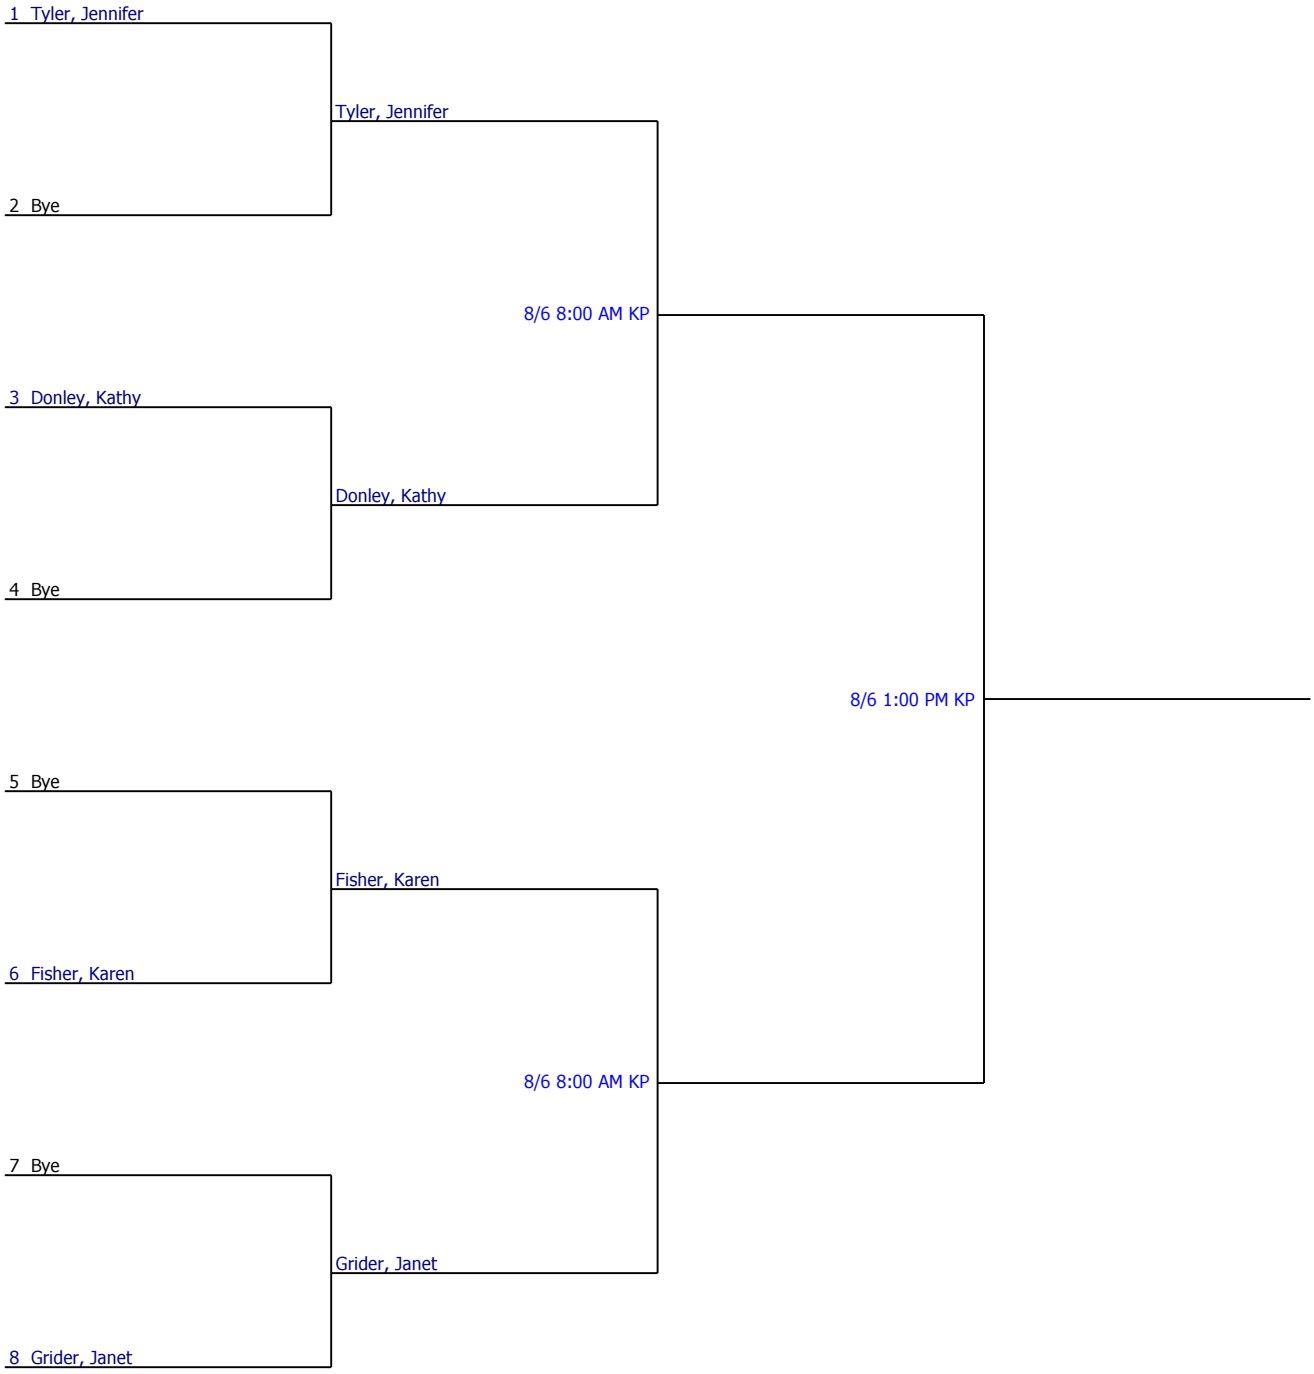 1 Tyler, Jennifer
Tyler, Jennifer
2 Bye
8/6 8:00 AM KP
3 Donley, Kathy
Donley, Kathy
4 Bye
8/6 1:00 PM KP
5 Bye
Fisher, Karen
6 Fisher, Karen
8/6 8:00 AM KP
7 Bye
Grider, Janet
8 Grider, Janet